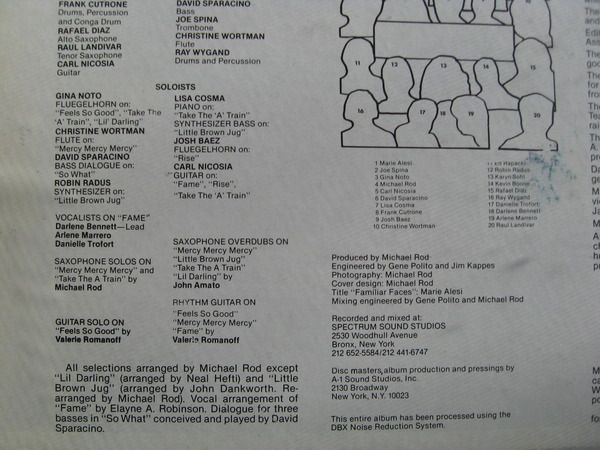 FRANK CUTRONE
Drums, Percussion
and Conga Drum
RAFAEL DIAZ
Alto Saxophone
RAUL LANDIVAR
Tenor Saxophone
CARL NICOSIA
Guitar
DAVID SPARACINO
Bass
JOE SPINA
Trombone
CHRISTINE WORTMAN
Flute
RAY WYGAND
Drums and Percussion
SOLOISTS
GINA NOTO
FLUEGELHORN on:
"Feels So Good", "Take The
'A' Train", "Lil' Darling"
CHRISTINE WORTMAN
FLUTE on:
"Mercy Mercy Mercy"
DAVID SPARACINO
BASS DIALOGUE on:
"So What"
ROBIN RADUS
SYNTHESIZER on:
"Little Brown Jug"
VOCALISTS ON "FAME"
Darlene Bennett—Lead
Arlene Marrero
Danielle Trofort
SAXOPHONE SOLOS ON
"Mercy Mercy Mercy" and
"Take The A Train" by
Michael Rod
GUITAR SOLO ON
"Feels So Good" by
Valerie Romanoff
LISA COSMA
PIANO on:
"Take The 'A' Train"
SYNTHESIZER BASS on:
"Little Brown Jug"
JOSH BAEZ
FLUEGELHORN on:
"Rise"
CARL NICOSIA
GUITAR on:
"Fame", "Rise",
"Take The 'A' Train"
SAXOPHONE OVERDUBS ON
"Mercy Mercy Mercy"
"Little Brown Jug"
"Take The A Train"
"Lil Darling" by
John Amato
RHYTHM GUITAR ON
"Feels So Good"
"Mercy Mercy Mercy"
"Fame" by
Valerie Romanoff
All selections arranged by Michael Rod except
"Lil Darling" (arranged by Neal Hefti) and "Little
Brown Jug" (arranged by John Dankworth. Re-
arranged by Michael Rod). Vocal arrangement of
"Fame" by Elayne A. Robinson. Dialogue for three
basses in "So What" conceived and played by David
Sparacino.
11
12
13
14
15
16
17
18
19
20
1 Marie Alesi
2 Joe Spina
3 Gina Noto
4 Michael Rod
5 Carl Nicosia
6 David Sparacino
7 Lisa Cosma
8 Frank Cutrone
9 Josh Baez
10 Christine Wortman
12 Robin Radus
13 Karyn Sohn
14 Kevin Bonner
15 Rafael Diaz
16 Ray Wygand
17 Danielle Trofort
18 Darlene Bennett
19 Arlene Marrero
20 Raul Landivar
Produced by Michael Rod
Engineered by Gene Polito and Jim Kappes
Photography: Michael Rod
Cover design: Michael Rod
Title "Familiar Faces": Marie Alesi
Mixing engineered by Gene Polito and Michael Rod
Recorded and mixed at:
SPECTRUM SOUND STUDIOS
2530 Woodhull Avenue
Bronx, New York
212 652-5584/212 441-6747
Disc masters, album production and pressings by
A-1 Sound Studios, Inc.
2130 Broadway
New York, N.Y. 10023
This entire album has been processed using the
DBX Noise Reduction System.